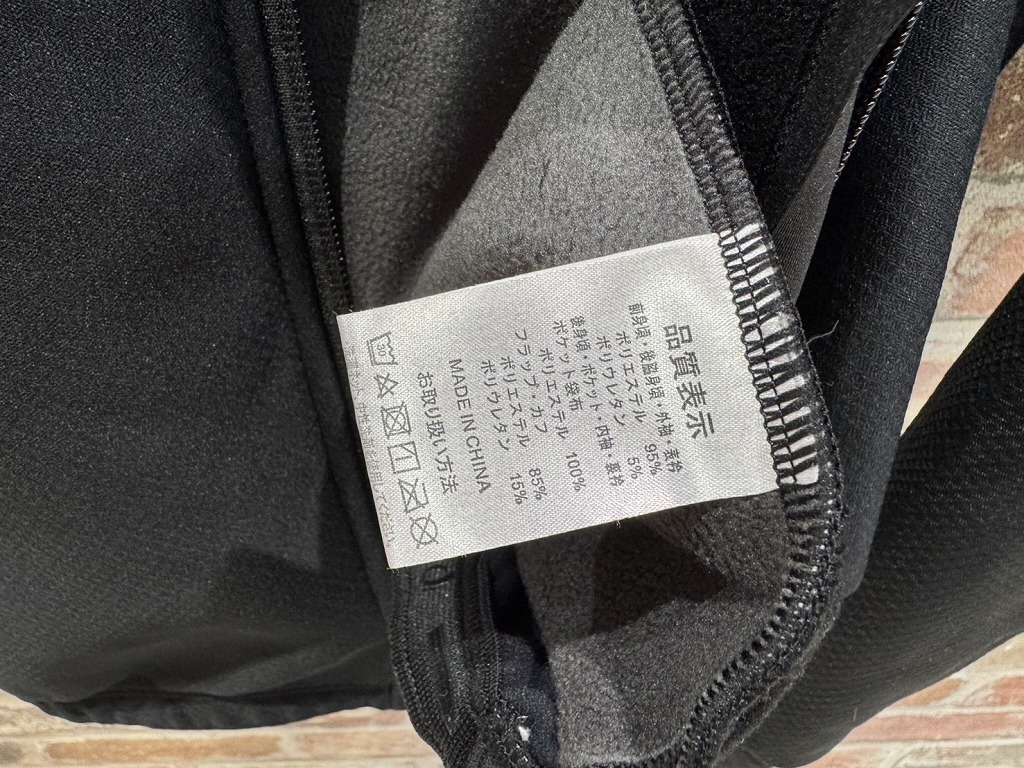 品質表示
前身頃・後脇身頃・外袖・表衿
ポリエステル 95%
ポリウレタン 5%
後身頃・ポケット・内袖・裏衿
ポケット袋布
ポリエステル 100%
フラップ・カフ
ポリエステル 85%
ポリウレタン 15%
MADE IN CHINA
お取り扱い方法
30